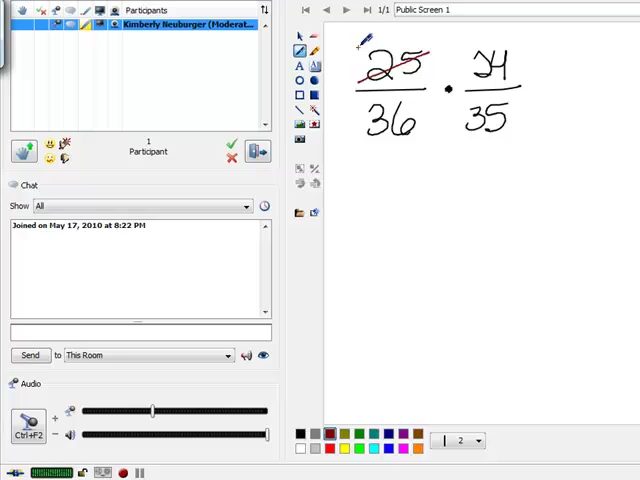 Participants
Kimberly Neuburger (Moderat...
1
Participant
Chat
Show All
Joined on May 17, 2010 at 8:22 PM
Send to This Room
Audio
Ctrl+F2
+
−
1/1 Public Screen 1
A
A
25 · 24
36 35
2